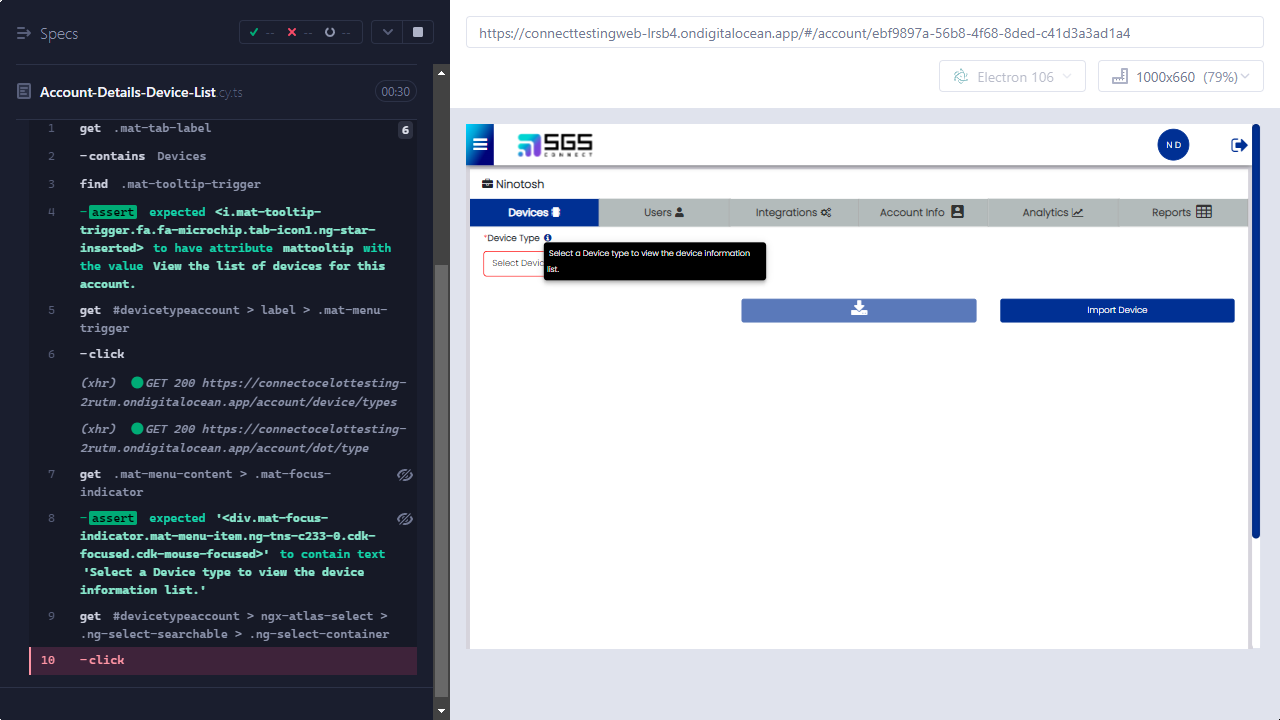 Specs
-- -- --
Account-Details-Device-List.cy.ts
00:30
1 get .mat-tab-label 6
2 -contains Devices
3 find .mat-tooltip-trigger
4 -assert expected <i.mat-tooltip-
trigger.fa.fa-microchip.tab-icon1.ng-star-
inserted> to have attribute mattooltip with
the value View the list of devices for this
account.
5 get #devicetypeaccount > label > .mat-menu-
trigger
6 -click
(xhr) GET 200 https://connectocelottesting-
2rutm.ondigitalocean.app/account/device/types
(xhr) GET 200 https://connectocelottesting-
2rutm.ondigitalocean.app/account/dot/type
7 get .mat-menu-content > .mat-focus-
indicator
8 -assert expected '<div.mat-focus-
indicator.mat-menu-item.ng-tns-c233-0.cdk-
focused.cdk-mouse-focused>' to contain text
'Select a Device type to view the device
information list.'
9 get #devicetypeaccount > ngx-atlas-select >
.ng-select-searchable > .ng-select-container
10 -click
https://connecttestingweb-lrsb4.ondigitalocean.app/#/account/ebf9897a-56b8-4f68-8ded-c41d3a3ad1a4
Electron 106
1000x660 (79%)
SGS
CONNECT
ND
Ninotosh
Devices Users Integrations Account Info Analytics Reports
*Device Type
Select a Device type to view the device information
list.
Select Devic
Import Device